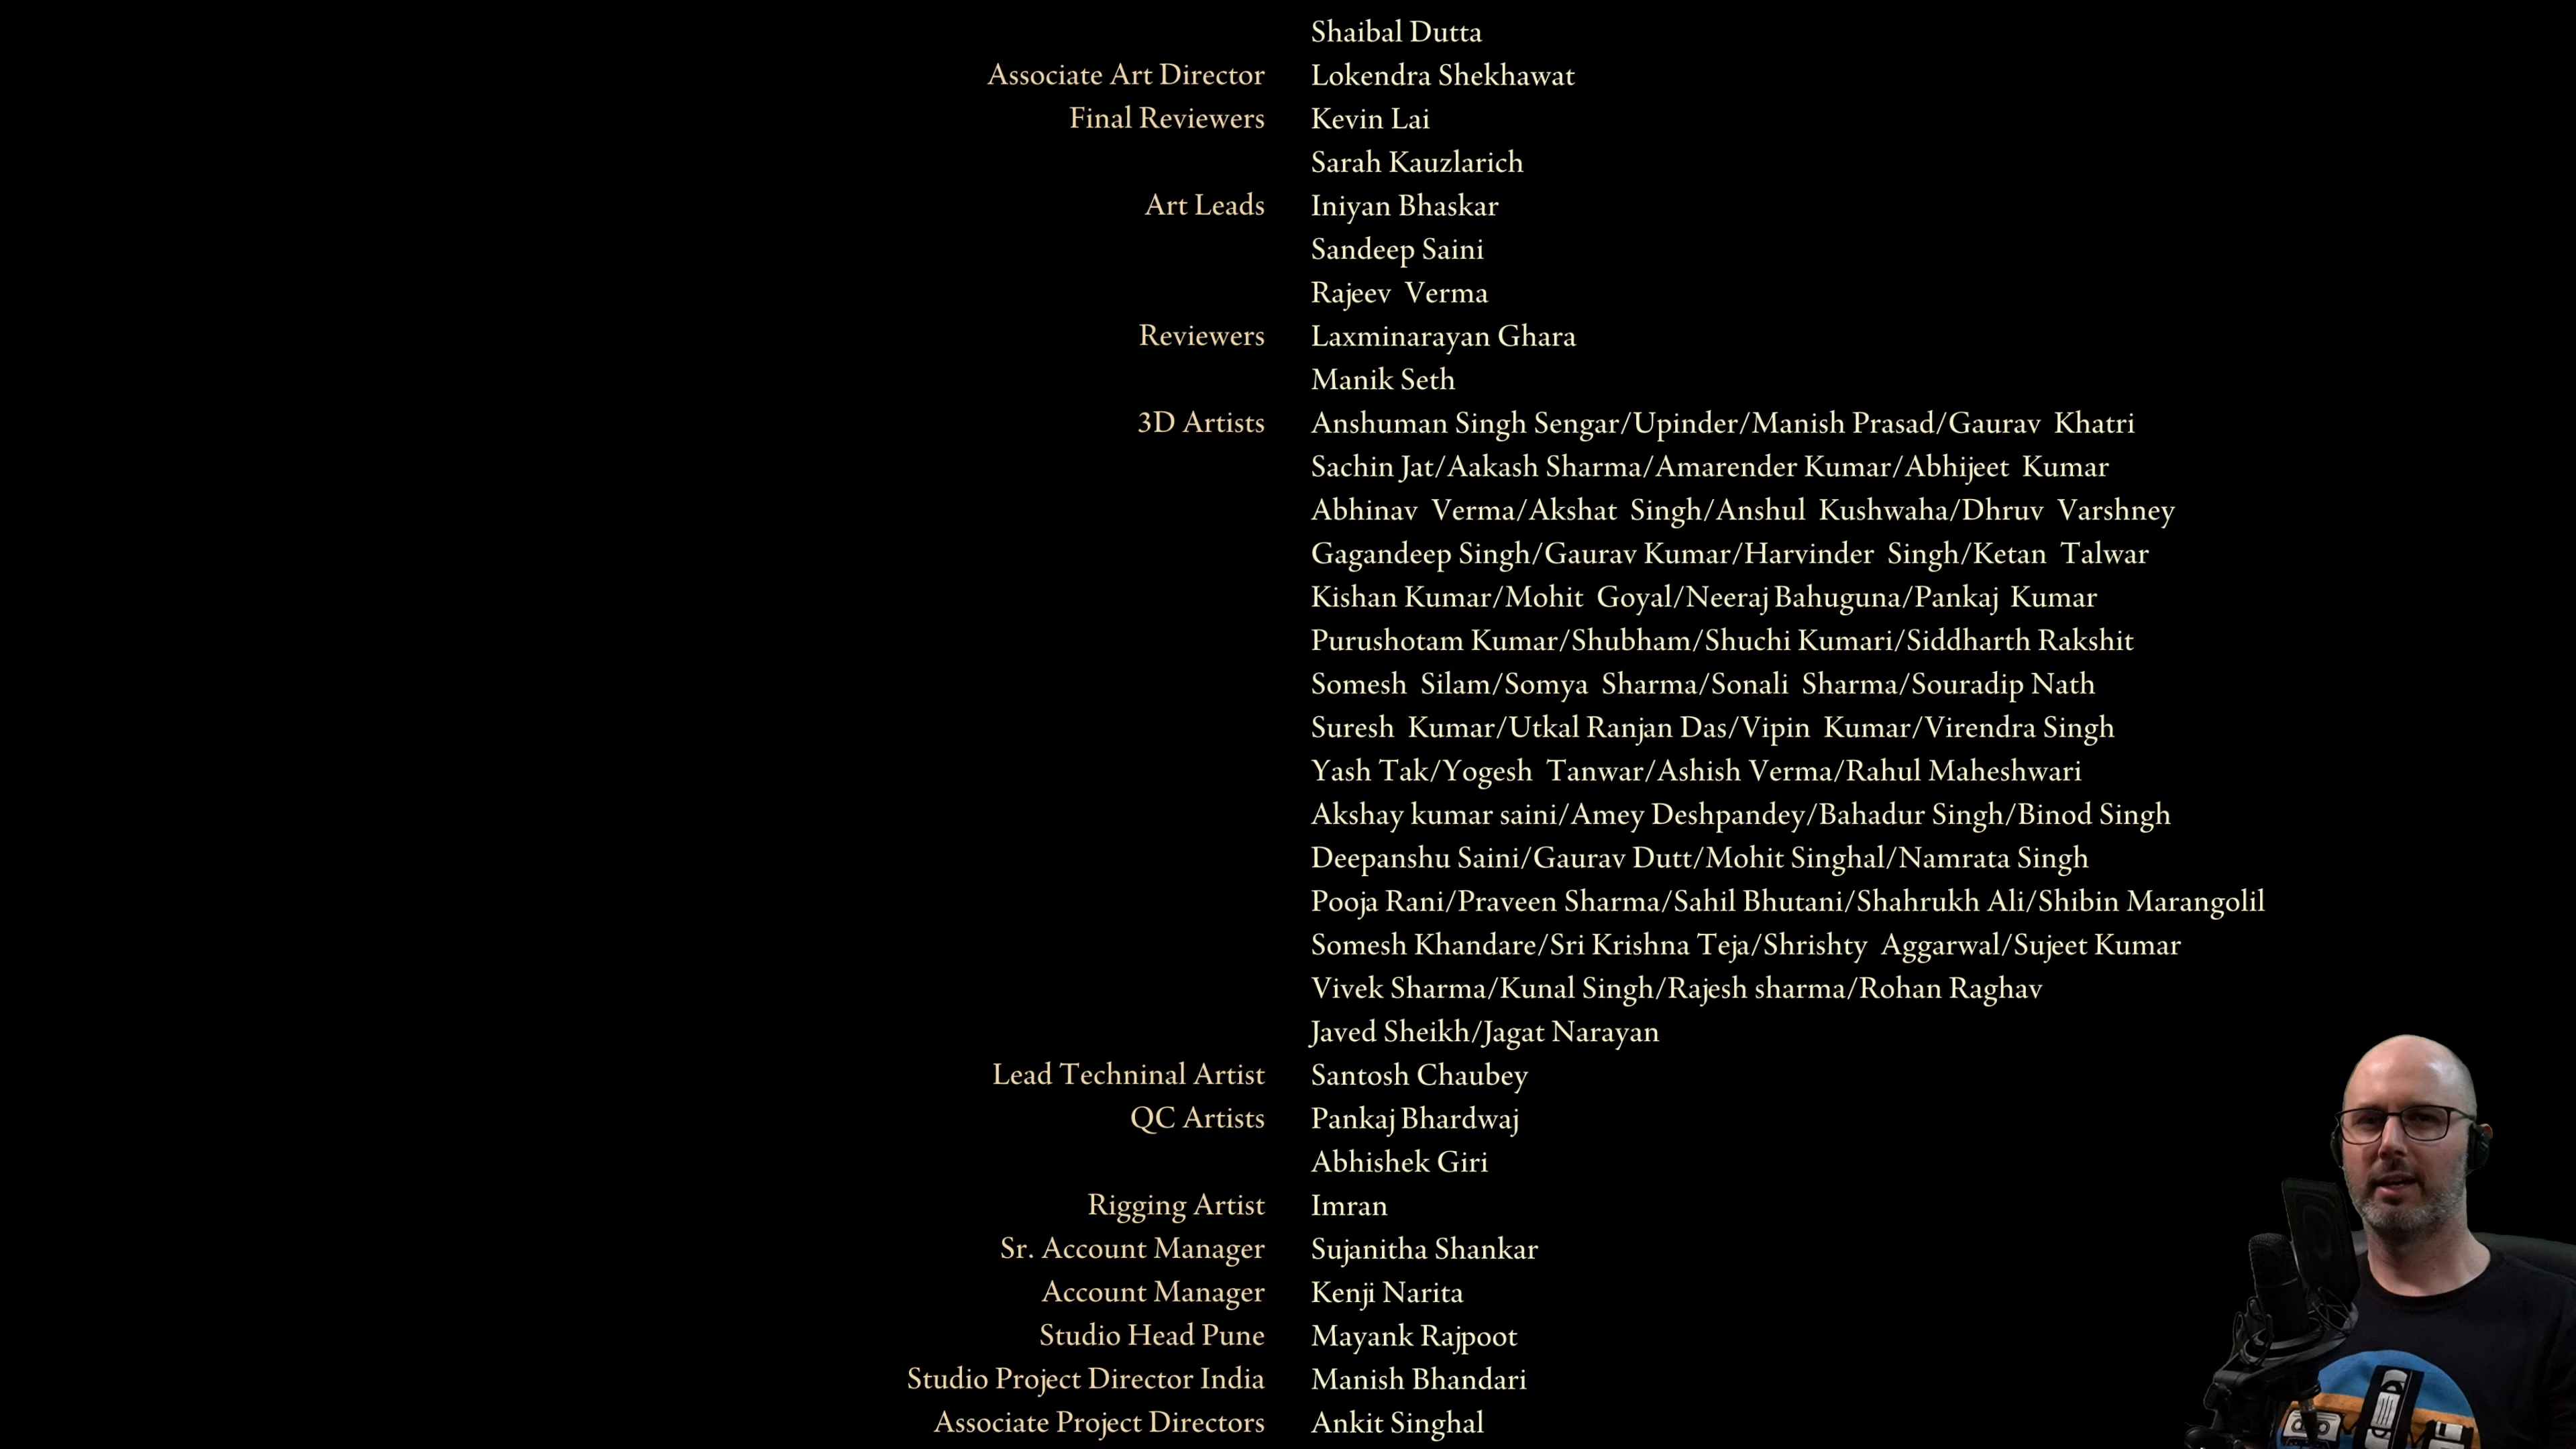 Shaibal Dutta
Associate Art Director Lokendra Shekhawat
Final Reviewers Kevin Lai
Sarah Kauzlarich
Art Leads Iniyan Bhaskar
Sandeep Saini
Rajeev Verma
Reviewers Laxminarayan Ghara
Manik Seth
3D Artists Anshuman Singh Sengar/Upinder/Manish Prasad/Gaurav Khatri
Sachin Jat/Aakash Sharma/Amarender Kumar/Abhijeet Kumar
Abhinav Verma/Akshat Singh/Anshul Kushwaha/Dhruv Varshney
Gagandeep Singh/Gaurav Kumar/Harvinder Singh/Ketan Talwar
Kishan Kumar/Mohit Goyal/Neeraj Bahuguna/Pankaj Kumar
Purushotam Kumar/Shubham/Shuchi Kumari/Siddharth Rakshit
Somesh Silam/Somya Sharma/Sonali Sharma/Souradip Nath
Suresh Kumar/Utkal Ranjan Das/Vipin Kumar/Virendra Singh
Yash Tak/Yogesh Tanwar/Ashish Verma/Rahul Maheshwari
Akshay kumar saini/Amey Deshpandey/Bahadur Singh/Binod Singh
Deepanshu Saini/Gaurav Dutt/Mohit Singhal/Namrata Singh
Pooja Rani/Praveen Sharma/Sahil Bhutani/Shahrukh Ali/Shibin Marangolil
Somesh Khandare/Sri Krishna Teja/Shrishty Aggarwal/Sujeet Kumar
Vivek Sharma/Kunal Singh/Rajesh sharma/Rohan Raghav
Javed Sheikh/Jagat Narayan
Lead Techninal Artist Santosh Chaubey
QC Artists Pankaj Bhardwaj
Abhishek Giri
Rigging Artist Imran
Sr. Account Manager Sujanitha Shankar
Account Manager Kenji Narita
Studio Head Pune Mayank Rajpoot
Studio Project Director India Manish Bhandari
Associate Project Directors Ankit Singhal